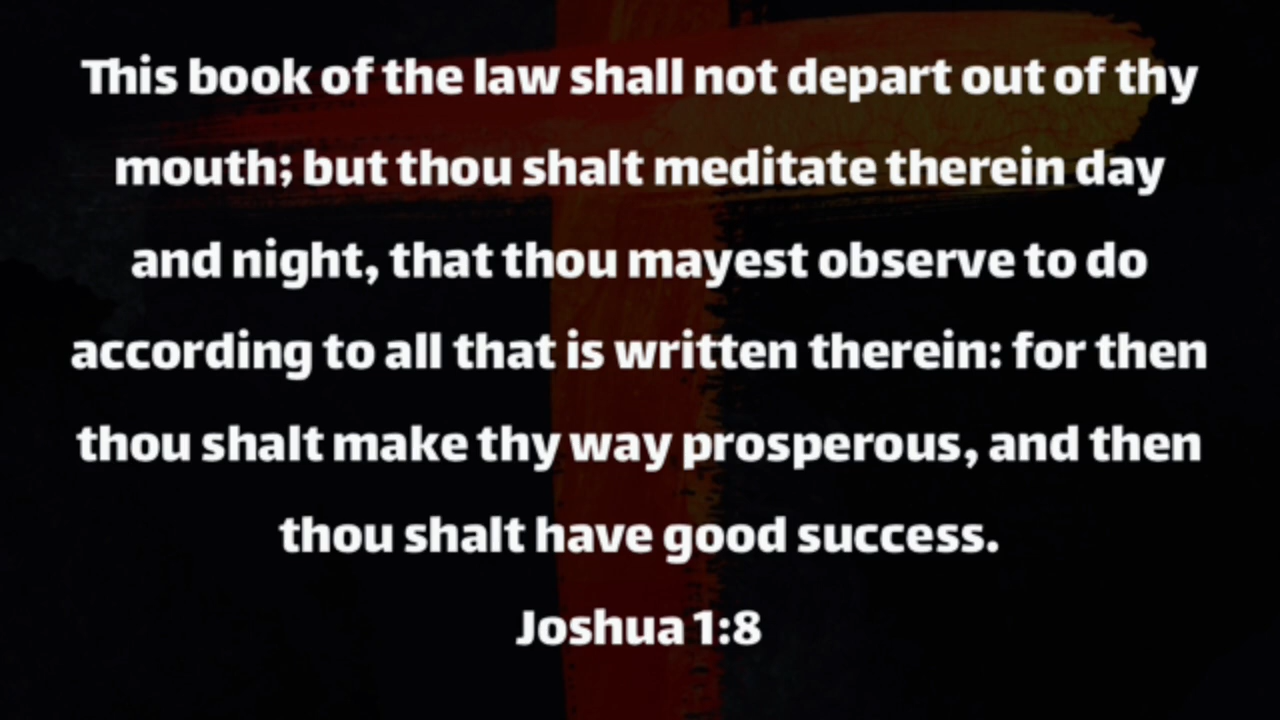 This book of the law shall not depart out of thy
mouth; but thou shalt meditate therein day
and night, that thou mayest observe to do
according to all that is written therein: for then
thou shalt make thy way prosperous, and then
thou shalt have good success.
Joshua 1:8